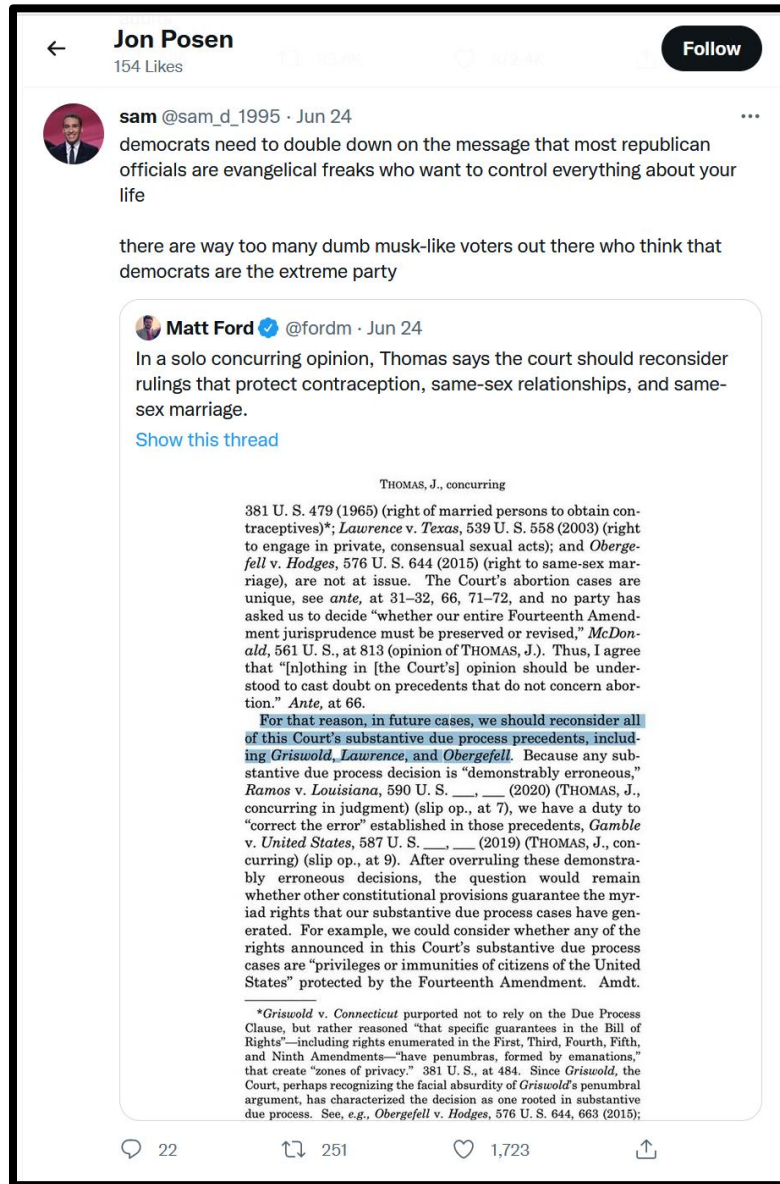 Jon Posen
154 Likes
Follow
sam @sam_d_1995 · Jun 24
democrats need to double down on the message that most republican
officials are evangelical freaks who want to control everything about your
life
there are way too many dumb musk-like voters out there who think that
democrats are the extreme party
Matt Ford @fordm · Jun 24
In a solo concurring opinion, Thomas says the court should reconsider
rulings that protect contraception, same-sex relationships, and same-
sex marriage.
Show this thread
THOMAS, J., concurring
381 U. S. 479 (1965) (right of married persons to obtain con-
traceptives)*; Lawrence v. Texas, 539 U. S. 558 (2003) (right
to engage in private, consensual sexual acts); and Oberge-
fell v. Hodges, 576 U. S. 644 (2015) (right to same-sex mar-
riage), are not at issue. The Court's abortion cases are
unique, see ante, at 31–32, 66, 71–72, and no party has
asked us to decide “whether our entire Fourteenth Amend-
ment jurisprudence must be preserved or revised,” McDon-
ald, 561 U. S., at 813 (opinion of THOMAS, J.). Thus, I agree
that “[n]othing in [the Court's] opinion should be under-
stood to cast doubt on precedents that do not concern abor-
tion.” Ante, at 66.
For that reason, in future cases, we should reconsider all
of this Court's substantive due process precedents, includ-
ing Griswold, Lawrence, and Obergefell. Because any sub-
stantive due process decision is “demonstrably erroneous,”
Ramos v. Louisiana, 590 U. S. ___, ___ (2020) (THOMAS, J.,
concurring in judgment) (slip op., at 7), we have a duty to
“correct the error” established in those precedents, Gamble
v. United States, 587 U. S. ___, ___ (2019) (THOMAS, J., con-
curring) (slip op., at 9). After overruling these demonstra-
bly erroneous decisions, the question would remain
whether other constitutional provisions guarantee the myr-
iad rights that our substantive due process cases have gen-
erated. For example, we could consider whether any of the
rights announced in this Court's substantive due process
cases are “privileges or immunities of citizens of the United
States” protected by the Fourteenth Amendment. Amdt.
*Griswold v. Connecticut purported not to rely on the Due Process
Clause, but rather reasoned “that specific guarantees in the Bill of
Rights”—including rights enumerated in the First, Third, Fourth, Fifth,
and Ninth Amendments—“have penumbras, formed by emanations,”
that create “zones of privacy.” 381 U. S., at 484. Since Griswold, the
Court, perhaps recognizing the facial absurdity of Griswold's penumbral
argument, has characterized the decision as one rooted in substantive
due process. See, e.g., Obergefell v. Hodges, 576 U. S. 644, 663 (2015);
22 251 1,723